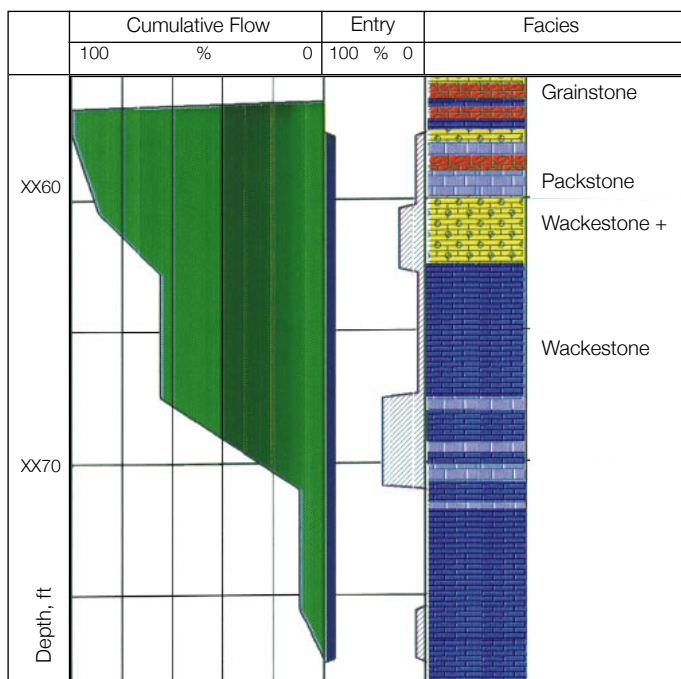 Cumulative Flow Entry Facies
100 % 0 100 % 0
Grainstone
XX60
Packstone
Wackestone +
Wackestone
XX70
Depth, ft